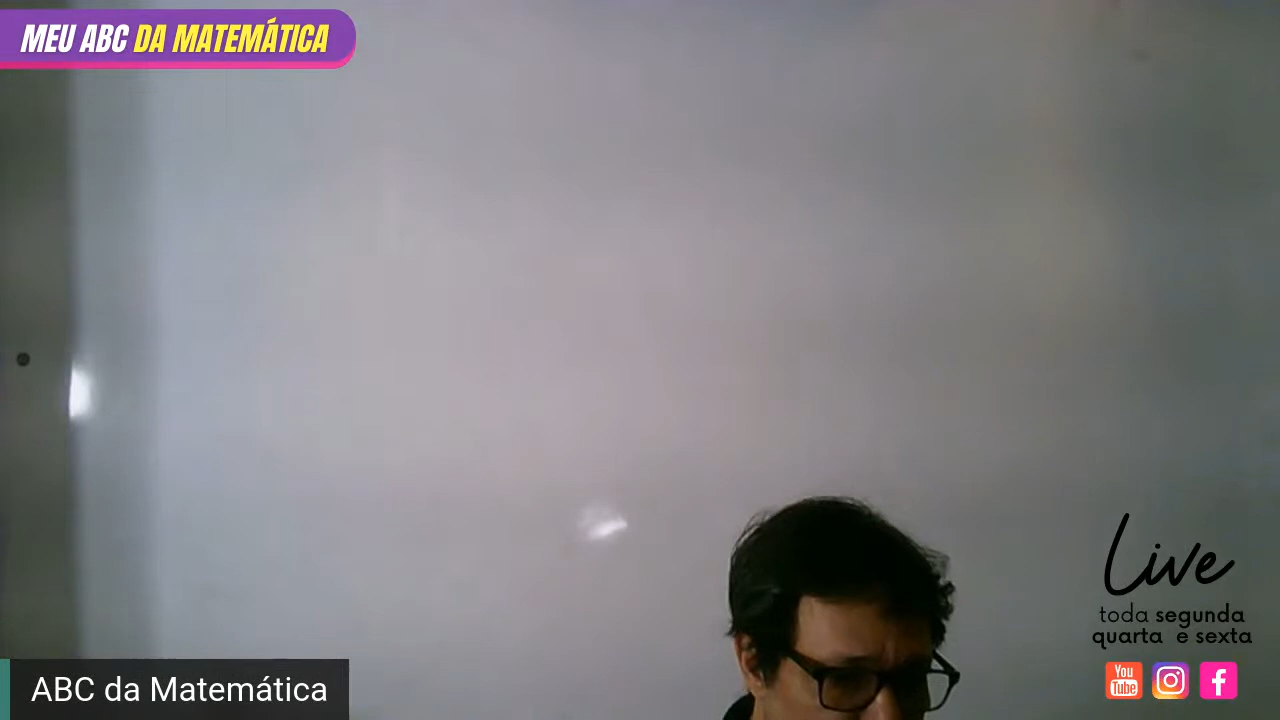 MEU ABC DA MATEMÁTICA
Live
toda segunda
quarta e sexta
You
Tube
ABC da Matemática